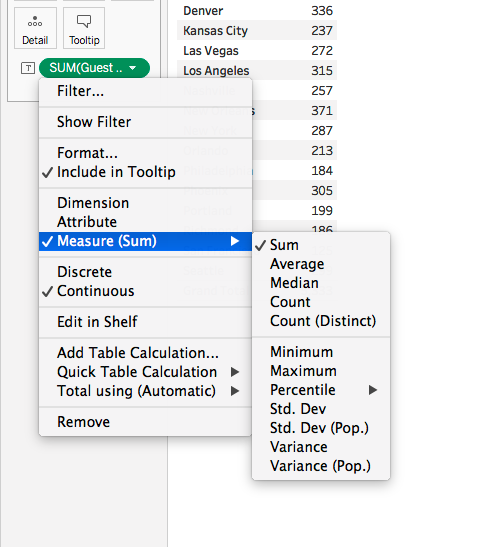 Detail Tooltip
T SUM(Guest ..
Denver 336
Kansas City 237
Las Vegas 272
Los Angeles 315
257
371
287
213
184
305
199
186
Filter...
Show Filter
Format...
✓ Include in Tooltip
Dimension
Attribute
✓ Measure (Sum)
Discrete
✓ Continuous
Edit in Shelf
Add Table Calculation...
Quick Table Calculation
Total using (Automatic)
Remove
✓ Sum
Average
Median
Count
Count (Distinct)
Minimum
Maximum
Percentile
Std. Dev
Std. Dev (Pop.)
Variance
Variance (Pop.)